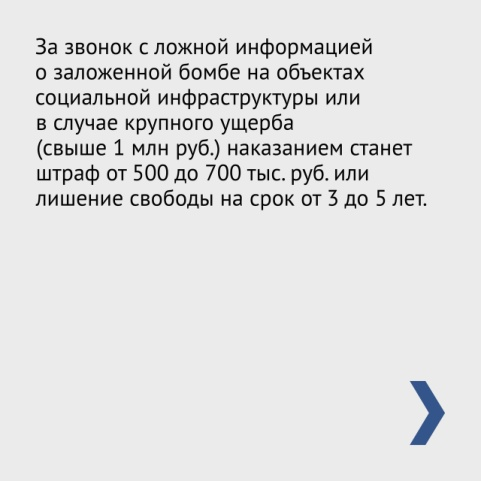 За звонок с ложной информацией
о заложенной бомбе на объектах
социальной инфраструктуры или
в случае крупного ущерба
(свыше 1 млн руб.) наказанием станет
штраф от 500 до 700 тыс. руб. или
лишение свободы на срок от 3 до 5 лет.